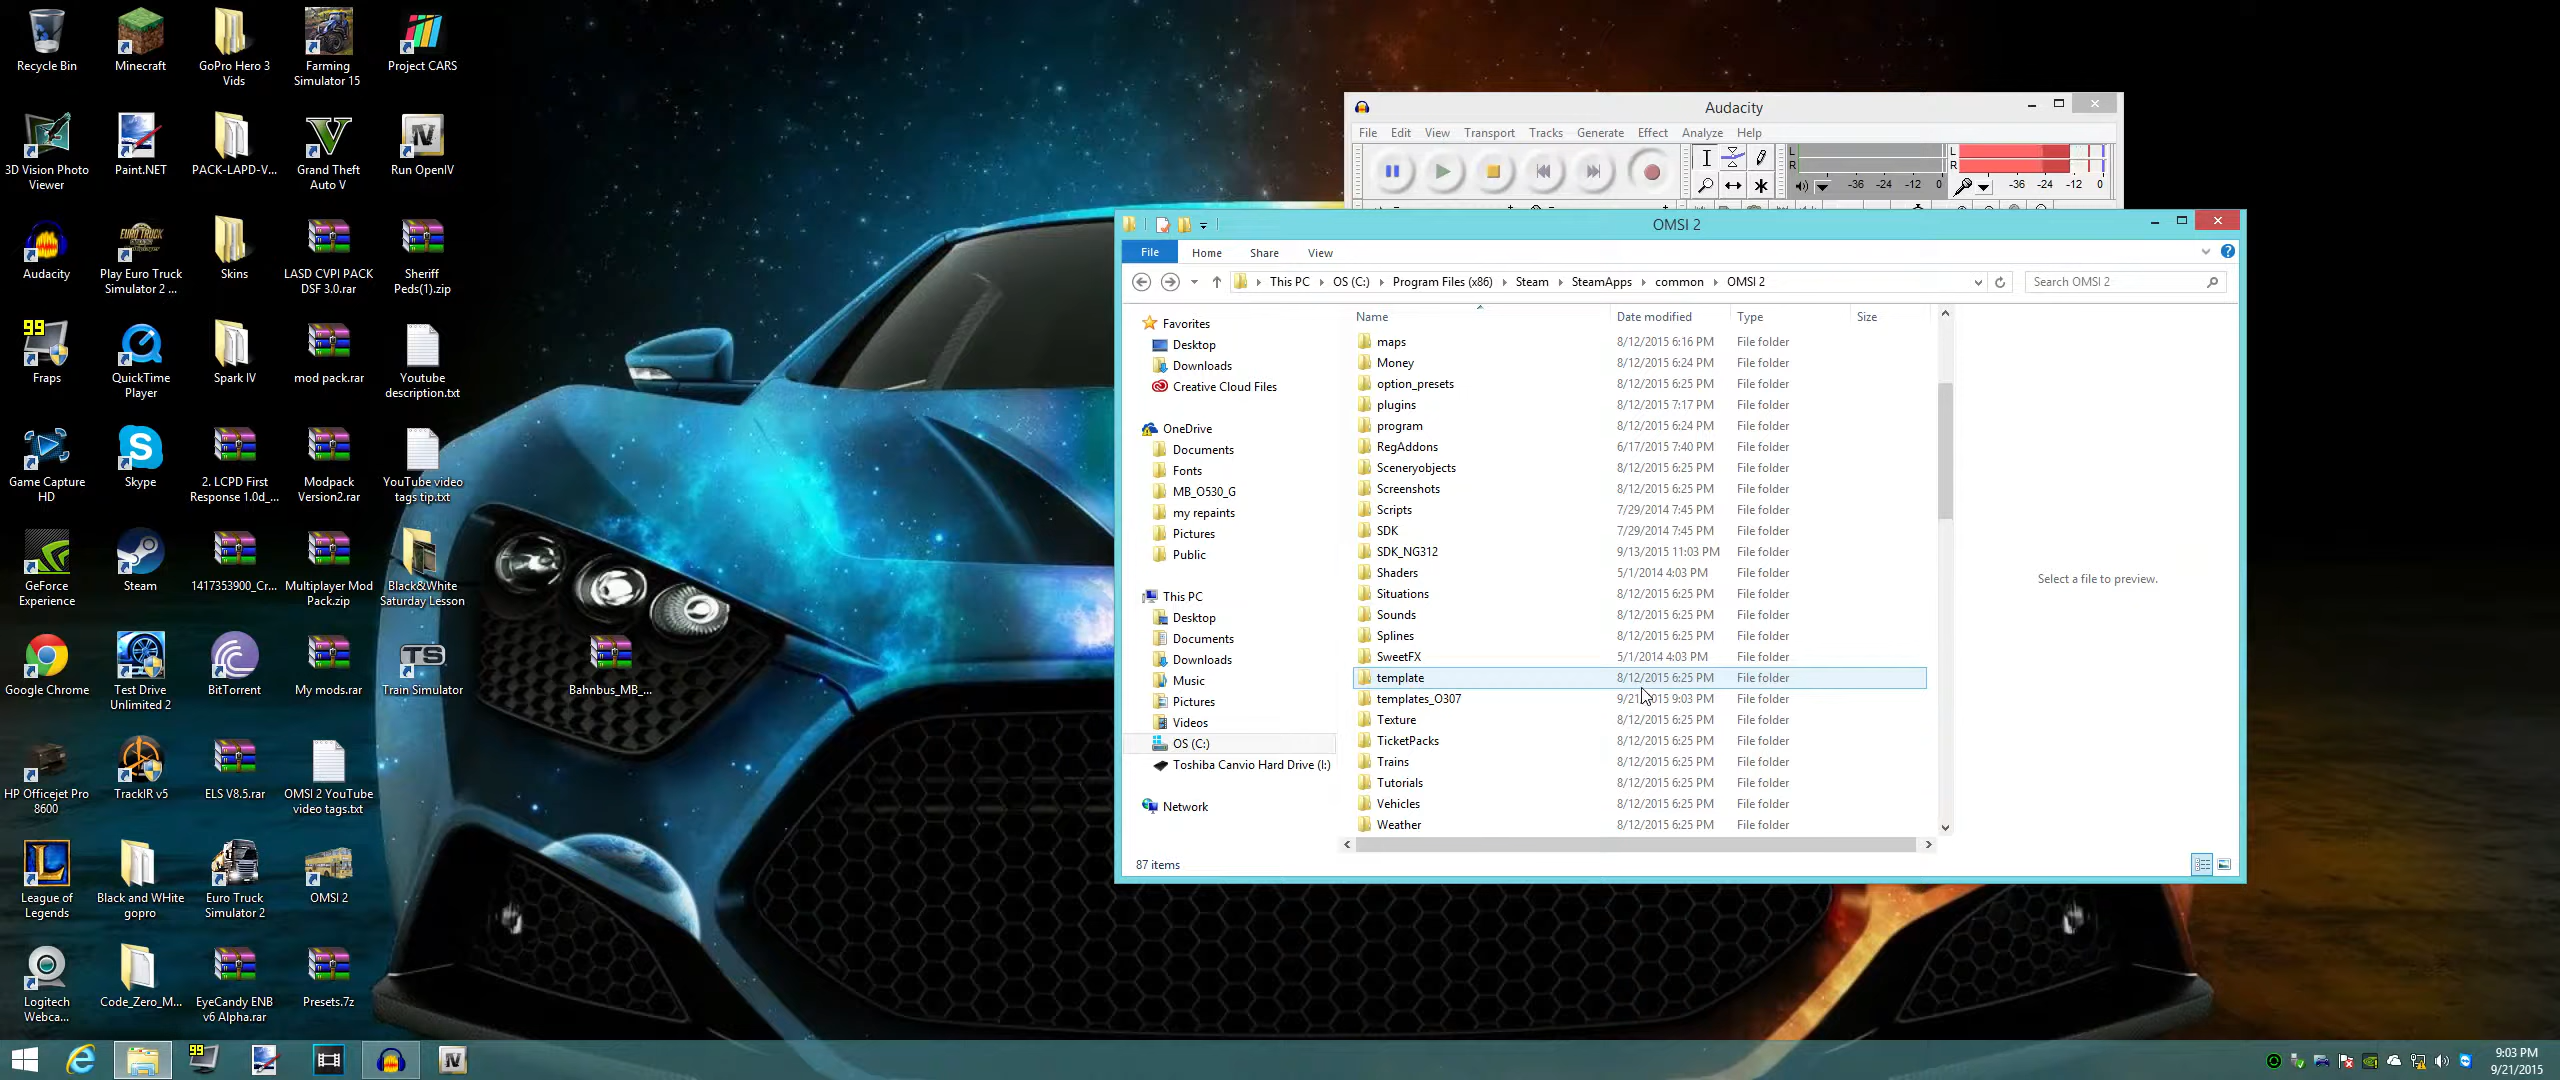 Recycle Bin
Minecraft
GoPro Hero 3
Vids
Farming
Simulator 15
Project CARS
3D Vision Photo
Viewer
Paint.NET
PACK-LAPD-V...
Grand Theft
Auto V
Run OpenIV
Audacity
Play Euro Truck
Simulator 2 ...
Skins
LASD CVPI PACK
DSF 3.0.rar
Sheriff
Peds(1).zip
99
Fraps
QuickTime
Player
Spark IV
mod pack.rar
Youtube
description.txt
Game Capture
HD
Skype
2. LCPD First
Response 1.0d_...
Modpack
Version2.rar
YouTube video
tags tip.txt
GeForce
Experience
Steam
1417353900_Cr...
Multiplayer Mod
Pack.zip
Black&White
Saturday Lesson
Google Chrome
Test Drive
Unlimited 2
BitTorrent
My mods.rar
TS
Train Simulator
Bahnbus_MB_...
HP Officejet Pro
8600
TrackIR v5
ELS V8.5.rar
OMSI 2 YouTube
video tags.txt
League of
Legends
Black and WHite
gopro
Euro Truck
Simulator 2
OMSI 2
Logitech
Webca...
Code_Zero_M...
EyeCandy ENB
v6 Alpha.rar
Presets.7z
Audacity
File Edit View Transport Tracks Generate Effect Analyze Help
L
R
-36 -24 -12 0
L
R
-36 -24 -12 0
OMSI 2
File Home Share View
This PC OS (C:) Program Files (x86) Steam SteamApps common OMSI 2
Search OMSI 2
Favorites
Desktop
Downloads
Creative Cloud Files
OneDrive
Documents
Fonts
MB_O530_G
my repaints
Pictures
Public
This PC
Desktop
Documents
Downloads
Music
Pictures
Videos
OS (C:)
Toshiba Canvio Hard Drive (I:)
Network
Name Date modified Type Size
maps 8/12/2015 6:16 PM File folder
Money 8/12/2015 6:24 PM File folder
option_presets 8/12/2015 6:25 PM File folder
plugins 8/12/2015 7:17 PM File folder
program 8/12/2015 6:24 PM File folder
RegAddons 6/17/2015 7:40 PM File folder
Sceneryobjects 8/12/2015 6:25 PM File folder
Screenshots 8/12/2015 6:25 PM File folder
Scripts 7/29/2014 7:45 PM File folder
SDK 7/29/2014 7:45 PM File folder
SDK_NG312 9/13/2015 11:03 PM File folder
Shaders 5/1/2014 4:03 PM File folder
Situations 8/12/2015 6:25 PM File folder
Sounds 8/12/2015 6:25 PM File folder
Splines 8/12/2015 6:25 PM File folder
SweetFX 5/1/2014 4:03 PM File folder
template 8/12/2015 6:25 PM File folder
templates_O307 9/21/2015 9:03 PM File folder
Texture 8/12/2015 6:25 PM File folder
TicketPacks 8/12/2015 6:25 PM File folder
Trains 8/12/2015 6:25 PM File folder
Tutorials 8/12/2015 6:25 PM File folder
Vehicles 8/12/2015 6:25 PM File folder
Weather 8/12/2015 6:25 PM File folder
Select a file to preview.
87 items
99
9:03 PM
9/21/2015